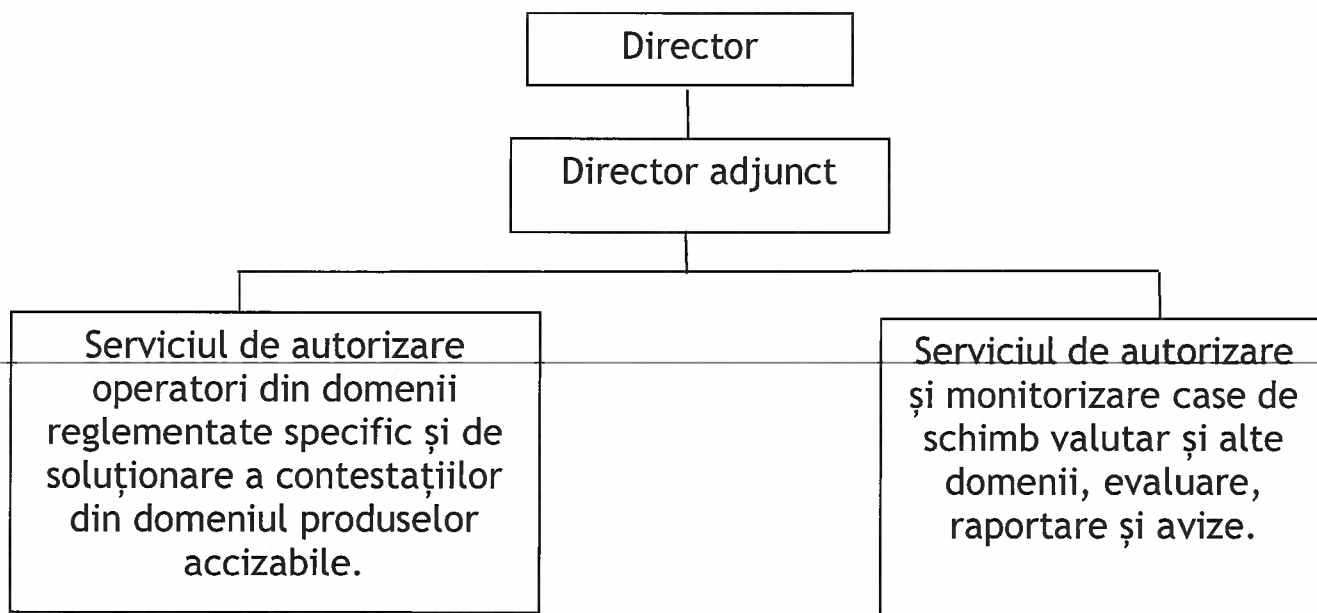 Director
Director adjunct
Serviciul de autorizare
operatori din domenii
reglementate specific și de
soluționare a contestațiilor
din domeniul produselor
accizabile.
Serviciul de autorizare
și monitorizare case de
schimb valutar și alte
domenii, evaluare,
raportare și avize.